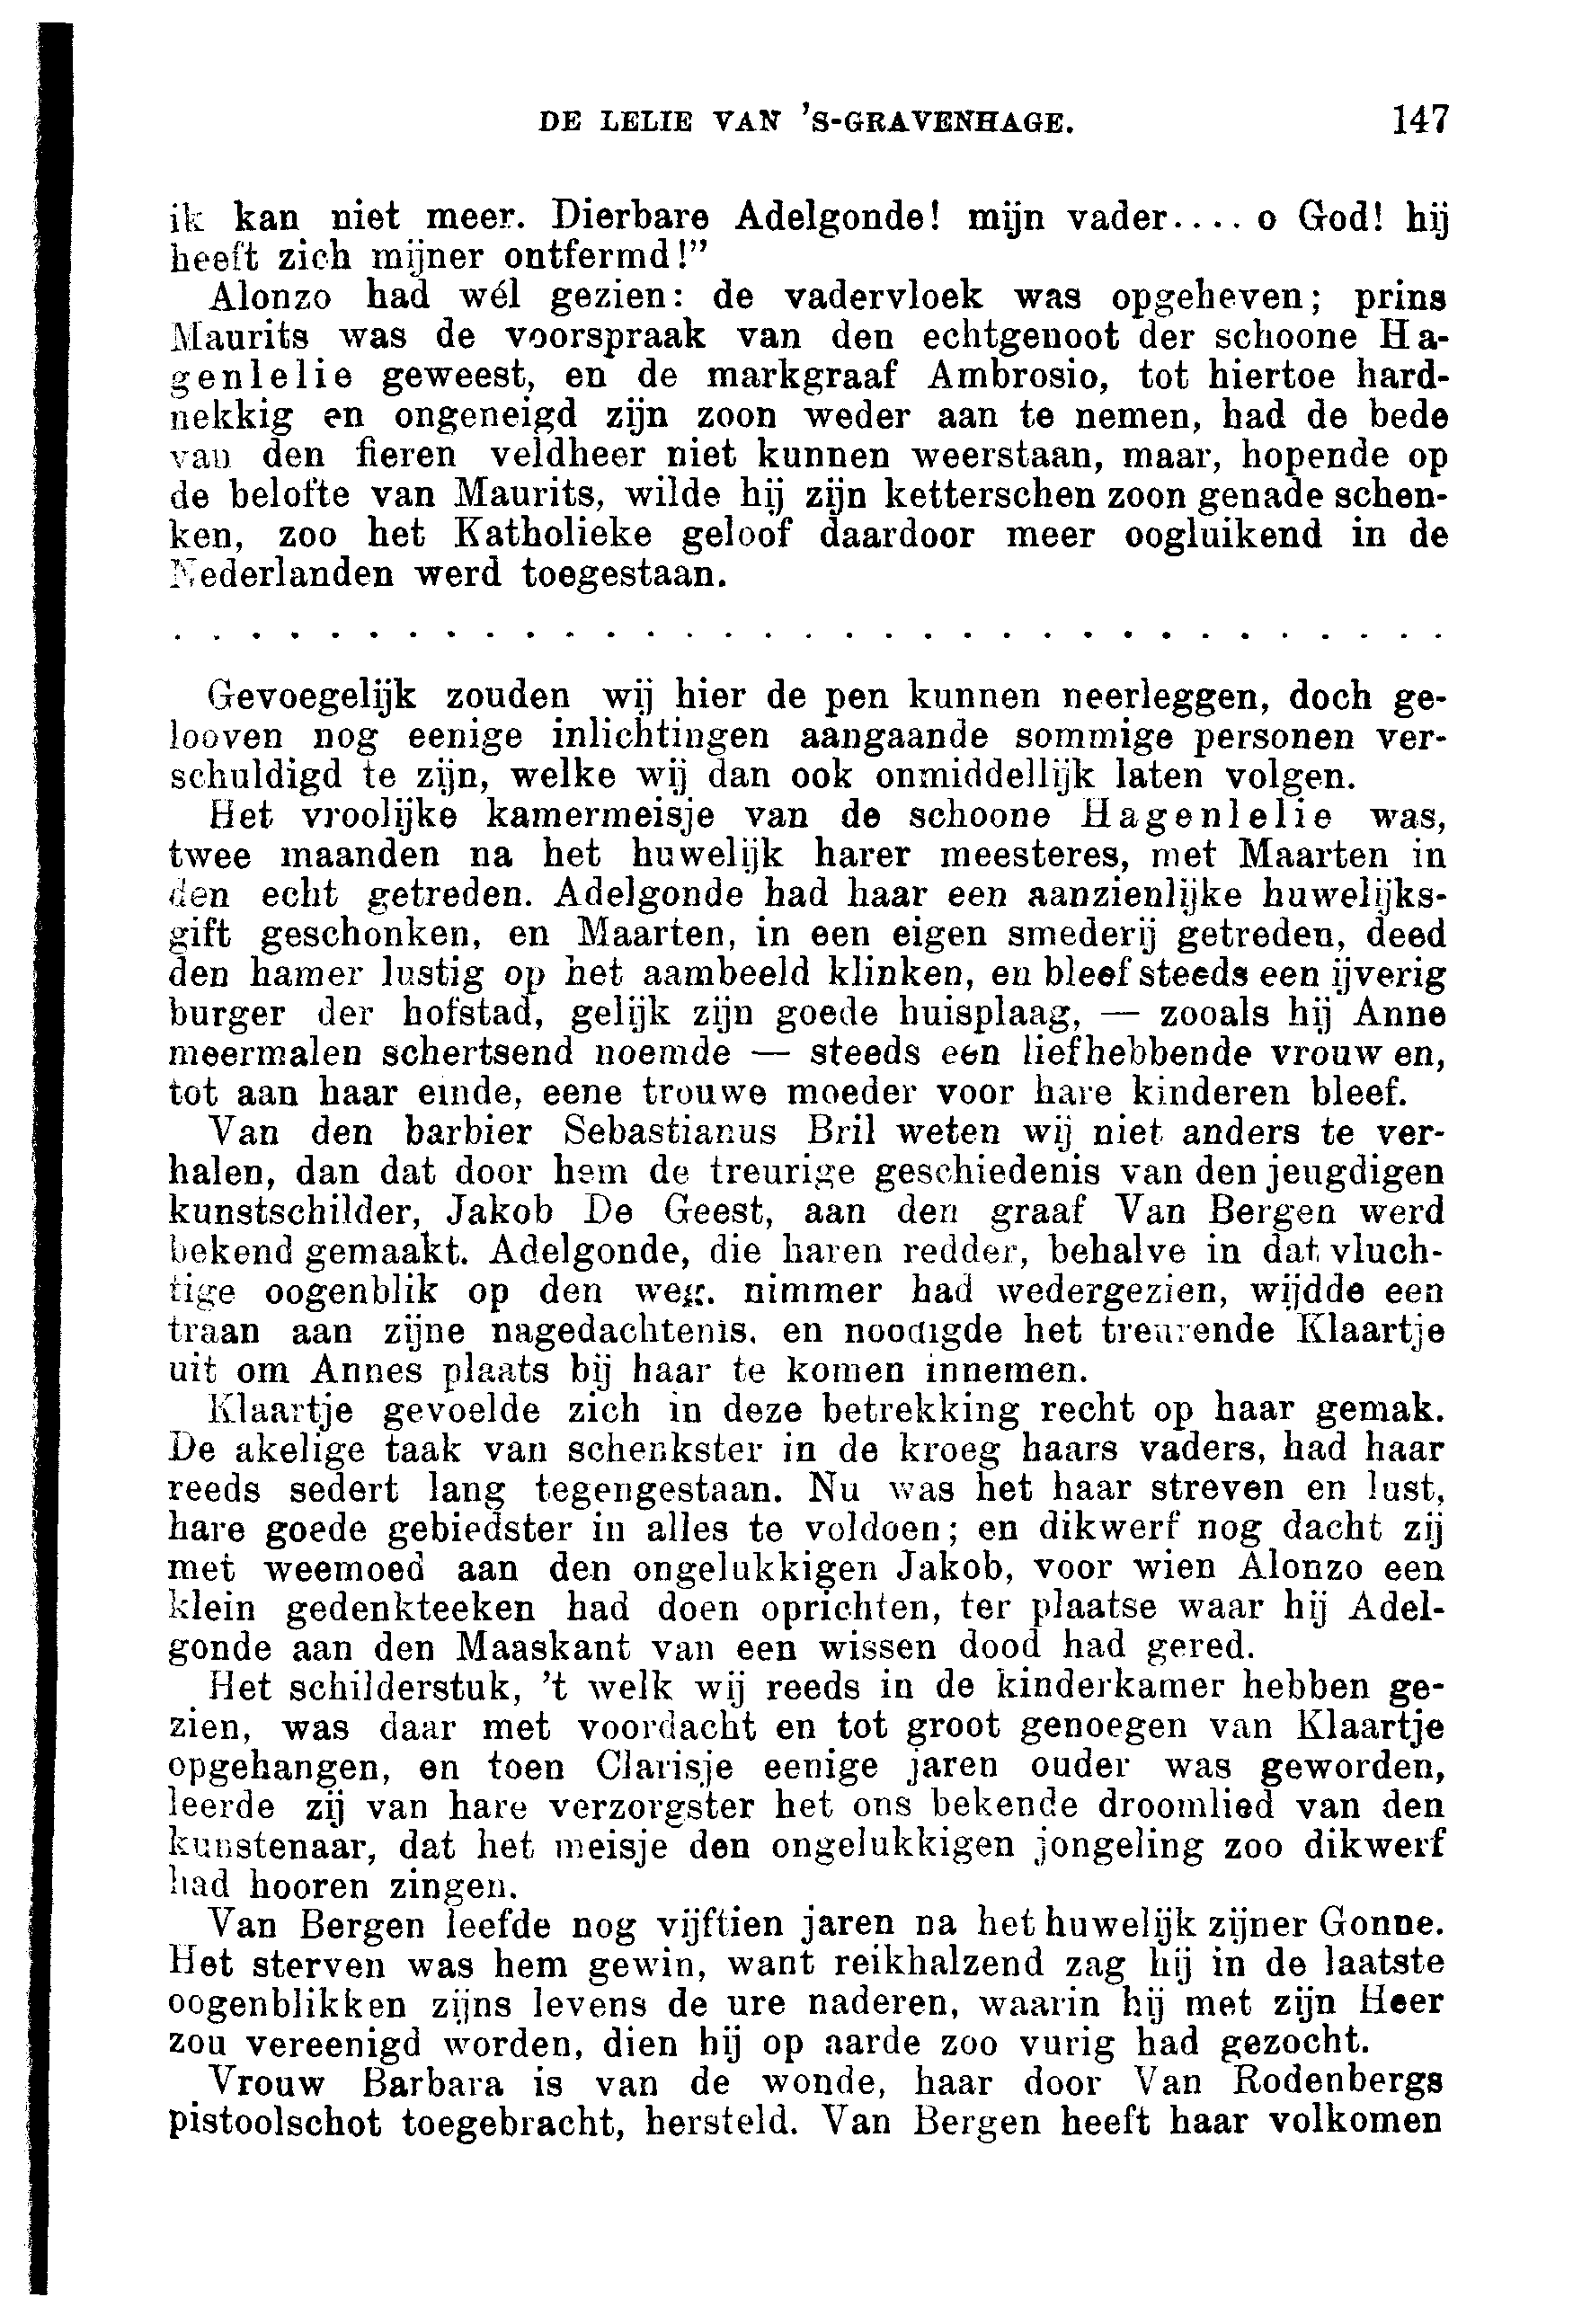 DE LELIE VAN 'S-GRAVENHAGE. 147
ik kan niet meer. Dierbare Adelgonde! mijn vader.... o God! hij
heeft zich mijner ontfermd!"
Alonzo had wél gezien: de vadervloek was opgeheven; prins
Maurits was de voorspraak van den echtgenoot der schoone Ha-
genlelie geweest, en de markgraaf Ambrosio, tot hiertoe hard-
nekkig en ongeneigd zijn zoon weder aan te nemen, had de bede
van den fieren veldheer niet kunnen weerstaan, maar, hopende op
de belofte van Maurits, wilde hij zijn ketterschen zoon genade schen-
ken, zoo het Katholieke geloof daardoor meer oogluikend in de
Nederlanden werd toegestaan.
. . . . . . . . . . . . . . . . . . . . . . . . . . . . . . . . .
Gevoegelijk zouden wij hier de pen kunnen neerleggen, doch ge-
looven nog eenige inlichtingen aangaande sommige personen ver-
schuldigd te zijn, welke wij dan ook onmiddellijk laten volgen.
Het vroolijke kamermeisje van de schoone Hagenlelie was,
twee maanden na het huwelijk harer meesteres, met Maarten in
den echt getreden. Adelgonde had haar een aanzienlijke huwelijks-
gift geschonken, en Maarten, in een eigen smederij getreden, deed
den hamer lustig op het aambeeld klinken, en bleef steeds een ijverig
burger der hofstad, gelijk zijn goede huisplaag, — zooals hij Anne
meermalen schertsend noemde — steeds een liefhebbende vrouw en,
tot aan haar einde, eene trouwe moeder voor hare kinderen bleef.
Van den barbier Sebastianus Bril weten wij niet anders te ver-
halen, dan dat door hem de treurige geschiedenis van den jeugdigen
kunstschilder, Jakob De Geest, aan den graaf Van Bergen werd
bekend gemaakt. Adelgonde, die haren redder, behalve in dat vluch-
tige oogenblik op den weg. nimmer had wedergezien, wijdde een
traan aan zijne nagedachtenis, en noodigde het treurende Klaartje
uit om Annes plaats bij haar te komen innemen.
Klaartje gevoelde zich in deze betrekking recht op haar gemak.
De akelige taak van schenkster in de kroeg haars vaders, had haar
reeds sedert lang tegengestaan. Nu was het haar streven en lust,
hare goede gebiedster in alles te voldoen; en dikwerf nog dacht zij
met weemoed aan den ongelukkigen Jakob, voor wien Alonzo een
klein gedenkteeken had doen oprichten, ter plaatse waar hij Adel-
gonde aan den Maaskant van een wissen dood had gered.
Het schilderstuk, 't welk wij reeds in de kinderkamer hebben ge-
zien, was daar met voordacht en tot groot genoegen van Klaartje
opgehangen, en toen Clarisje eenige jaren ouder was geworden,
leerde zij van hare verzorgster het ons bekende droomlied van den
kunstenaar, dat het meisje den ongelukkigen jongeling zoo dikwerf
had hooren zingen.
Van Bergen leefde nog vijftien jaren na het huwelijk zijner Gonne.
Het sterven was hem gewin, want reikhalzend zag hij in de laatste
oogenblikken zijns levens de ure naderen, waarin hij met zijn Heer
zou vereenigd worden, dien hij op aarde zoo vurig had gezocht.
Vrouw Barbara is van de wonde, haar door Van Rodenbergs
pistoolschot toegebracht, hersteld. Van Bergen heeft haar volkomen